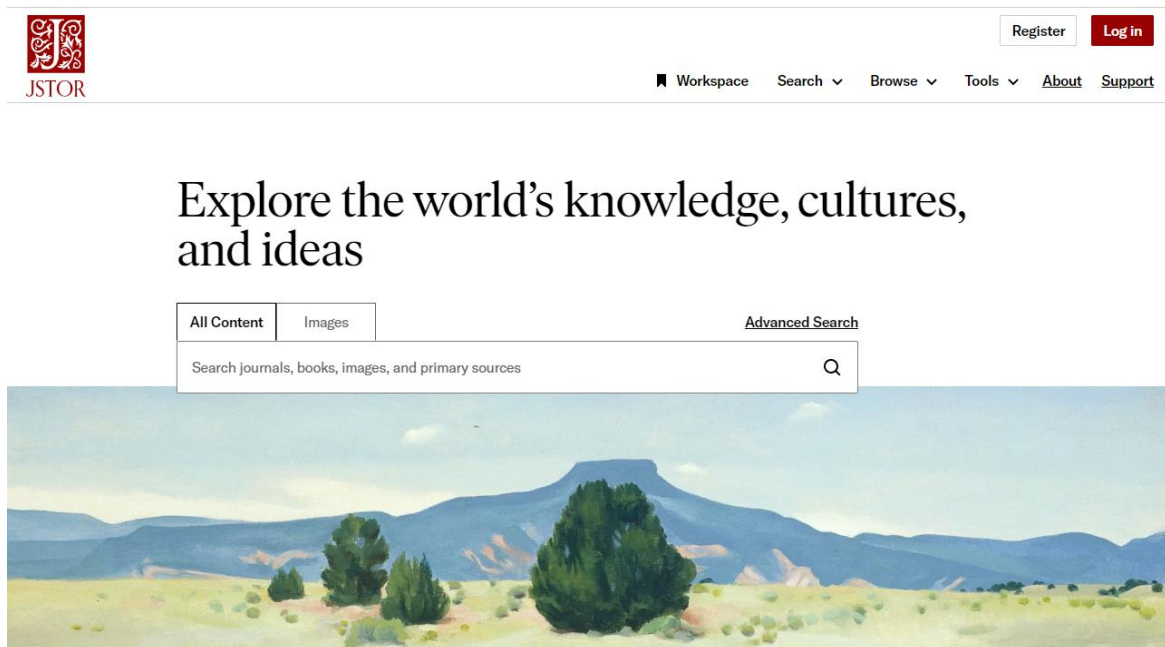 Register
Log in
JSTOR
Workspace
Search
Browse
Tools
About
Support
Explore the world’s knowledge, cultures,
and ideas
All Content
Images
Advanced Search
Search journals, books, images, and primary sources